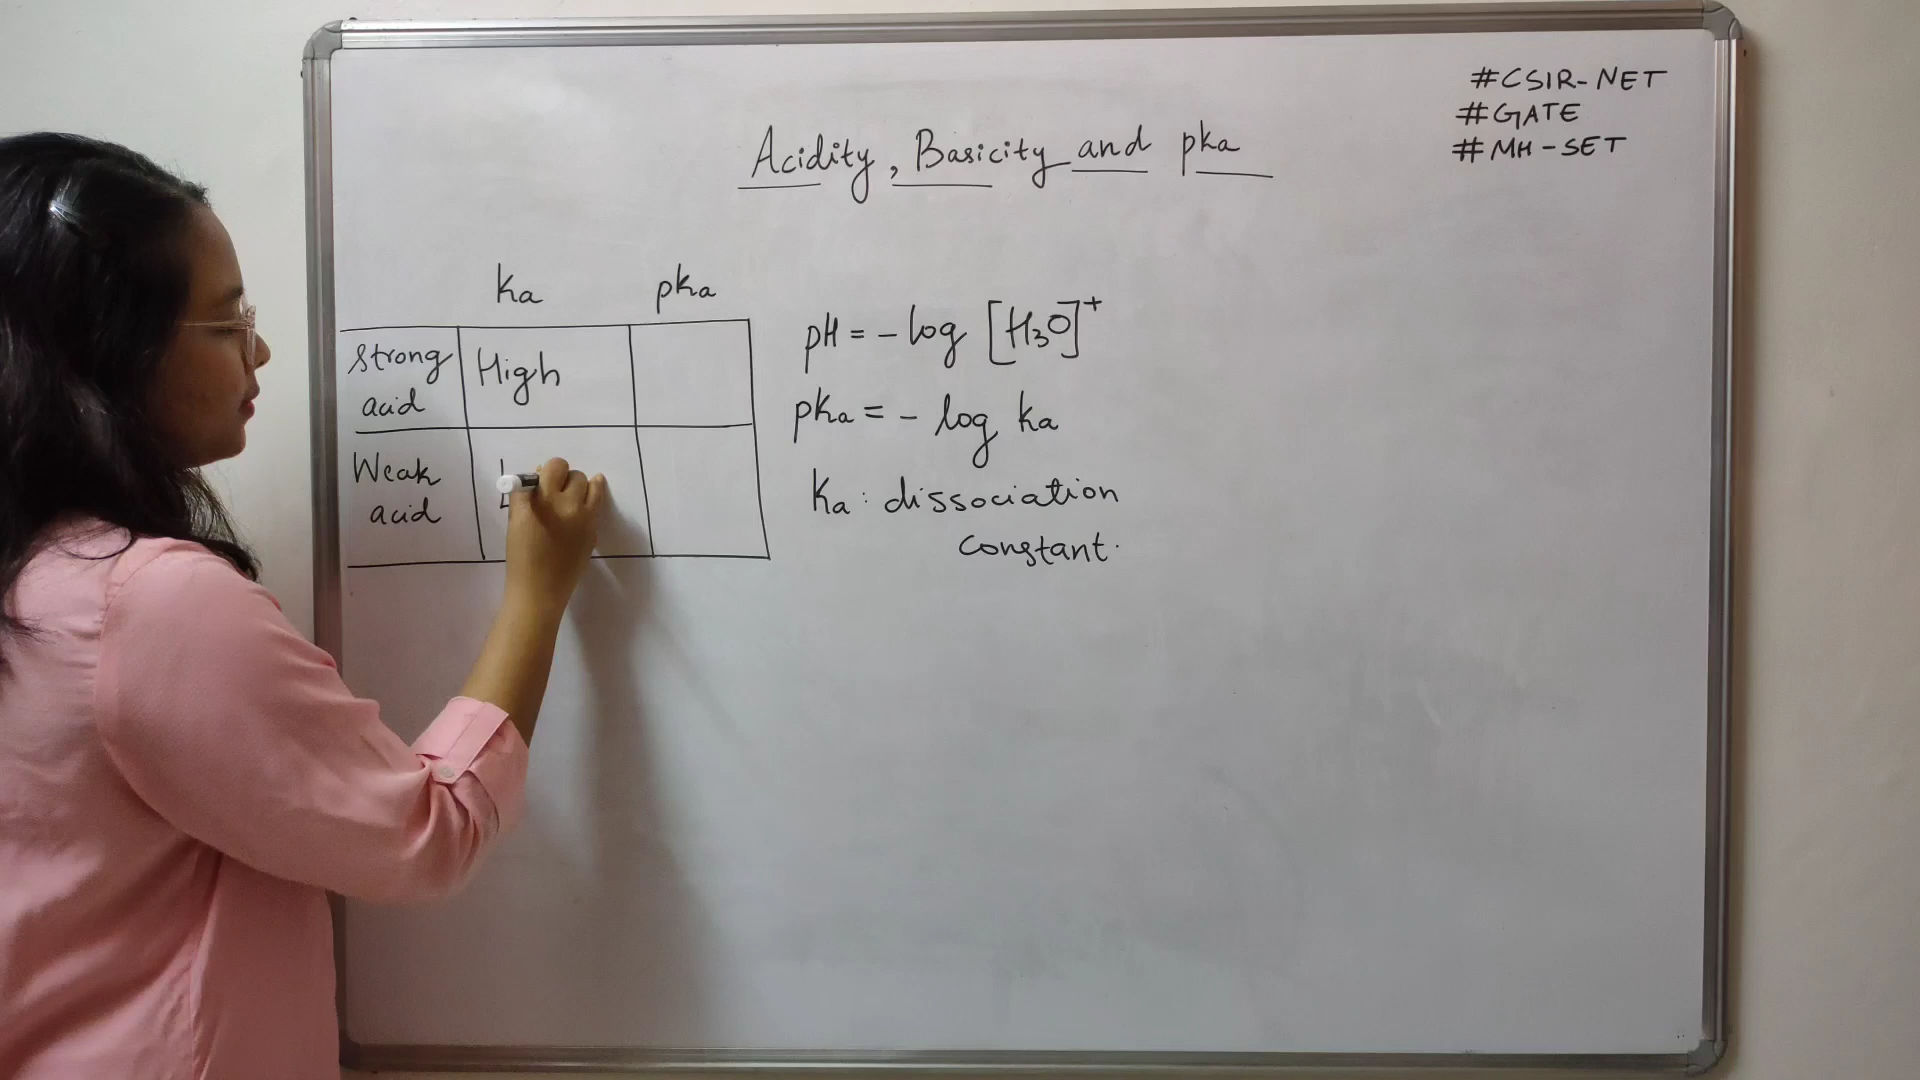 #CSIR-NET
#GATE
#MH-SET
Acidity, Basicity and pka
ka pka
Strong acid High
Weak acid
pH = - log [H₃O]⁺
pka = - log ka
Ka : dissociation
constant.